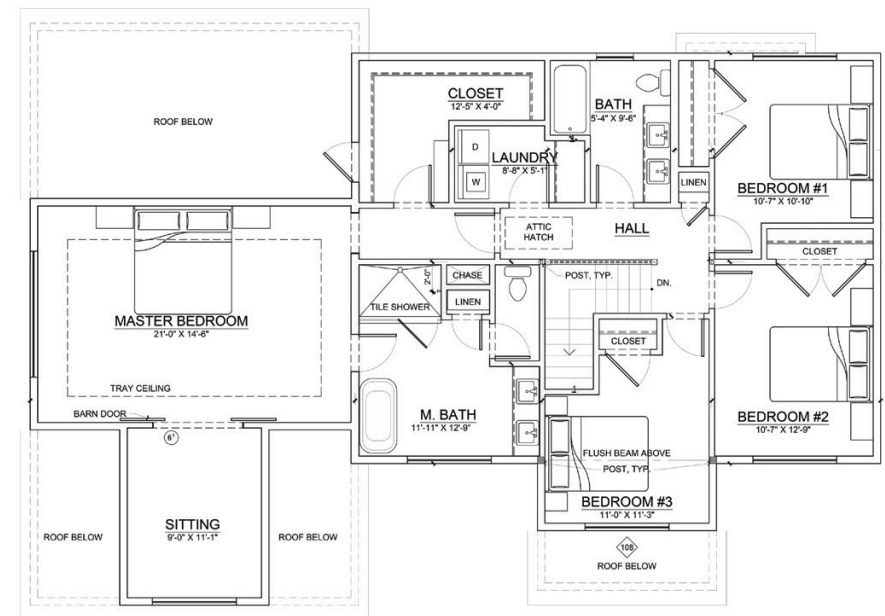 ROOF BELOW
CLOSET
12'-5" X 4'-0"
BATH
5'-4" X 9'-6"
D
W
LAUNDRY
8'-8" X 5'-1"
LINEN
BEDROOM #1
10'-7" X 10'-10"
ATTIC
HATCH
HALL
CLOSET
POST, TYP.
DN.
CHASE
2'-0"
LINEN
TILE SHOWER
MASTER BEDROOM
21'-0" X 14'-6"
CLOSET
TRAY CEILING
BARN DOOR
M. BATH
11'-11" X 12'-9"
BEDROOM #2
10'-7" X 12'-9"
FLUSH BEAM ABOVE
POST, TYP.
BEDROOM #3
11'-0" X 11'-3"
SITTING
9'-0" X 11'-1"
ROOF BELOW
ROOF BELOW
108
ROOF BELOW